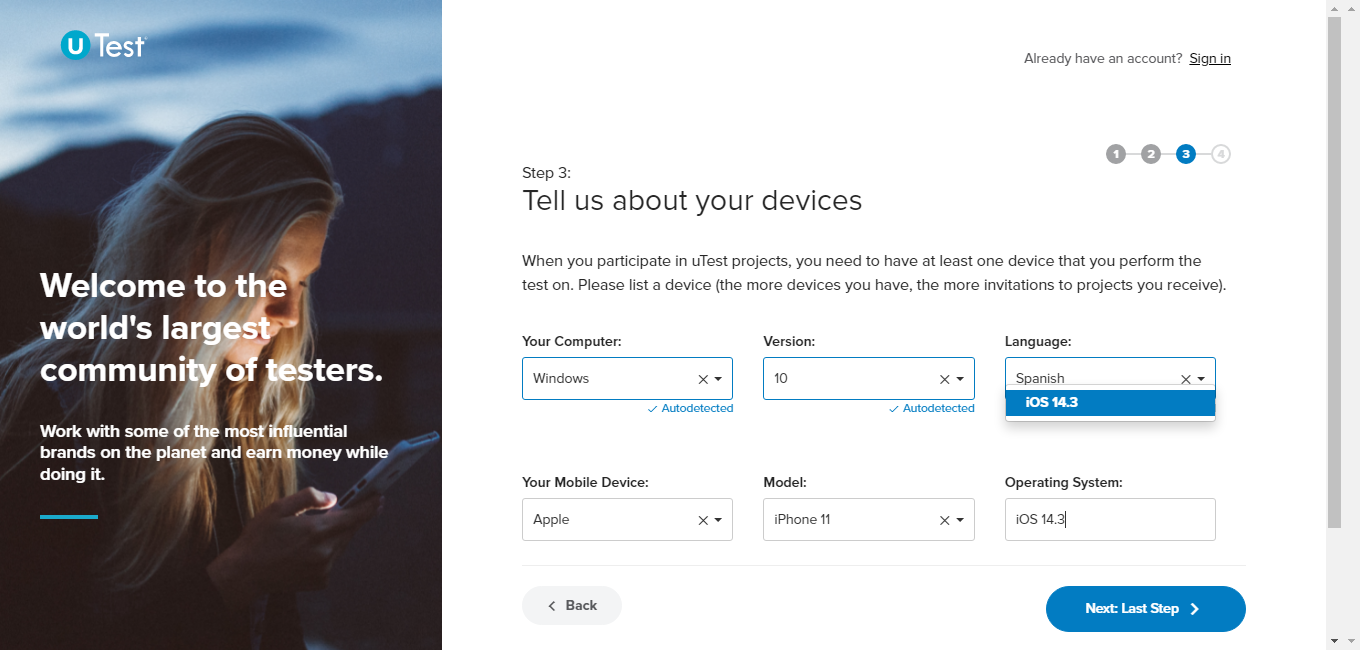 U Test
Already have an account? Sign in
1 2 3 4
Step 3:
Tell us about your devices
Welcome to the
world's largest
community of testers.
Work with some of the most influential
brands on the planet and earn money while
doing it.
When you participate in uTest projects, you need to have at least one device that you perform the
test on. Please list a device (the more devices you have, the more invitations to projects you receive).
Your Computer: Version: Language:
Windows 10 Spanish
Autodetected Autodetected
iOS 14.3
Your Mobile Device: Model: Operating System:
Apple iPhone 11 iOS 14.3
Back
Next: Last Step